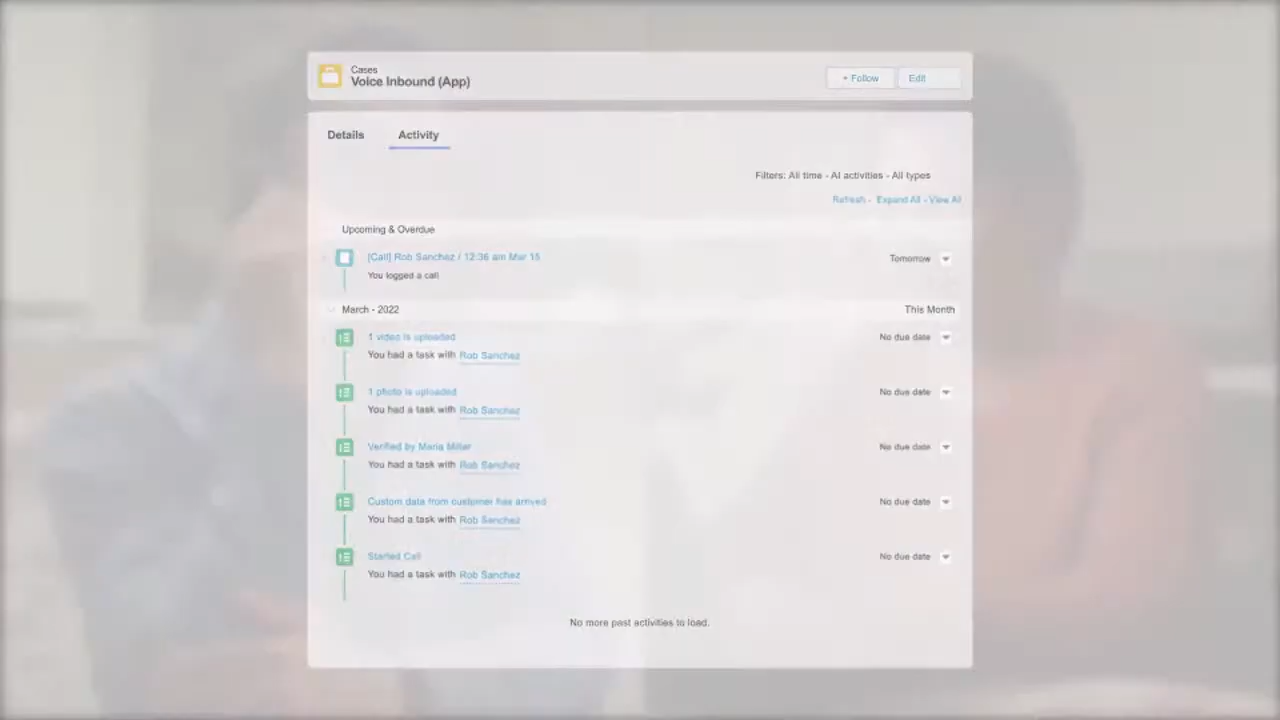 Cases
Voice Inbound (App)
+ Follow
Edit
Details
Activity
Filters: All time - Al activities - All types
Refresh - Expand All - View All
Upcoming & Overdue
[Call] Rob Sanchez / 12:36 am Mar 15
Tomorrow
You logged a call
March - 2022
This Month
1 video is uploaded
No due date
You had a task with Rob Sanchez
1 photo is uploaded
No due date
You had a task with Rob Sanchez
Verified by Maria Millar
No due date
You had a task with Rob Sanchez
Custom data from customer has arrived
No due date
You had a task with Rob Sanchez
Started Call
No due date
You had a task with Rob Sanchez
No more past activities to load.